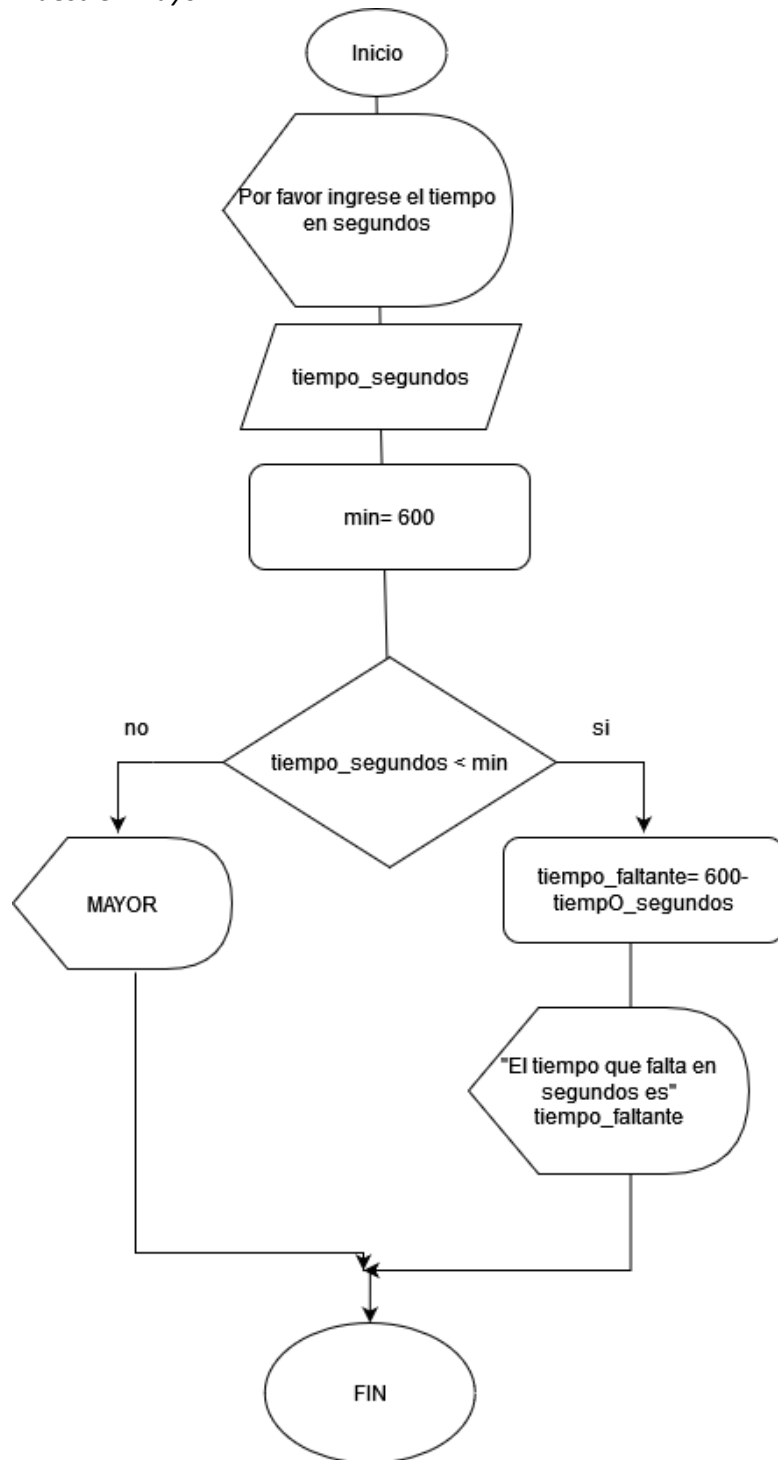 Inicio
Por favor ingrese el tiempo
en segundos
tiempo_segundos
min= 600
no
si
tiempo_segundos < min
MAYOR
tiempo_faltante= 600-
tiempO_segundos
"El tiempo que falta en
segundos es"
tiempo_faltante
FIN